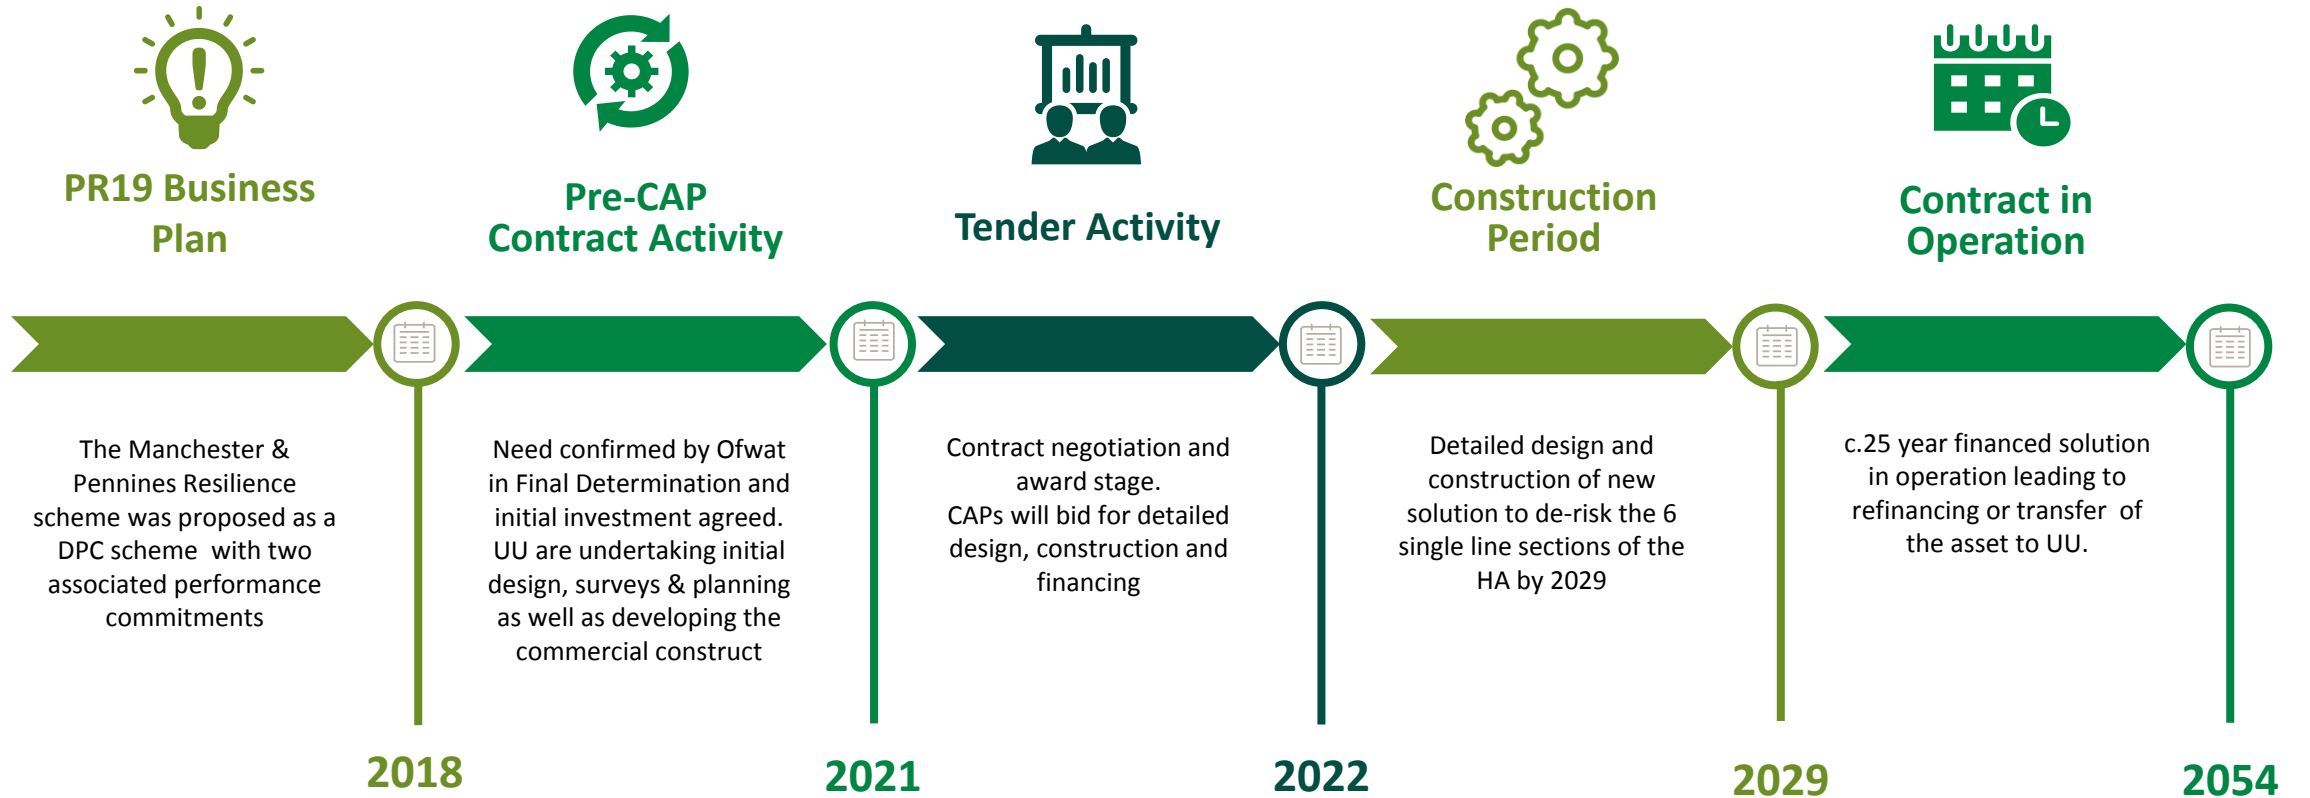 PR19 Business
Plan
Pre-CAP
Contract Activity
Tender Activity
Construction
Period
Contract in
Operation
The Manchester &
Pennines Resilience
scheme was proposed as a
DPC scheme with two
associated performance
commitments
Need confirmed by Ofwat
in Final Determination and
initial investment agreed.
UU are undertaking initial
design, surveys & planning
as well as developing the
commercial construct
Contract negotiation and
award stage.
CAPs will bid for detailed
design, construction and
financing
Detailed design and
construction of new
solution to de-risk the 6
single line sections of the
HA by 2029
c.25 year financed solution
in operation leading to
refinancing or transfer of
the asset to UU.
2018
2021
2022
2029
2054